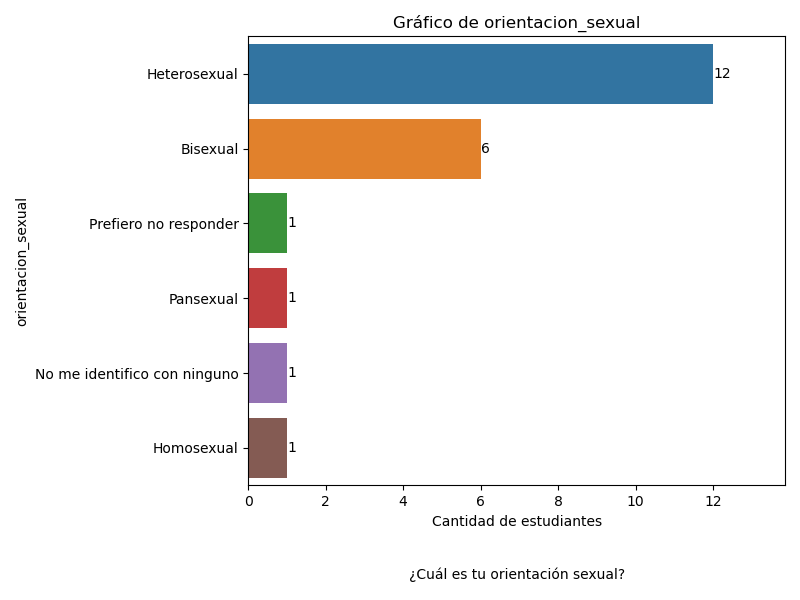 Gráfico de orientacion_sexual
orientacion_sexual
Heterosexual
12
Bisexual
6
Prefiero no responder
1
Pansexual
1
No me identifico con ninguno
1
Homosexual
1
0 2 4 6 8 10 12
Cantidad de estudiantes
¿Cuál es tu orientación sexual?